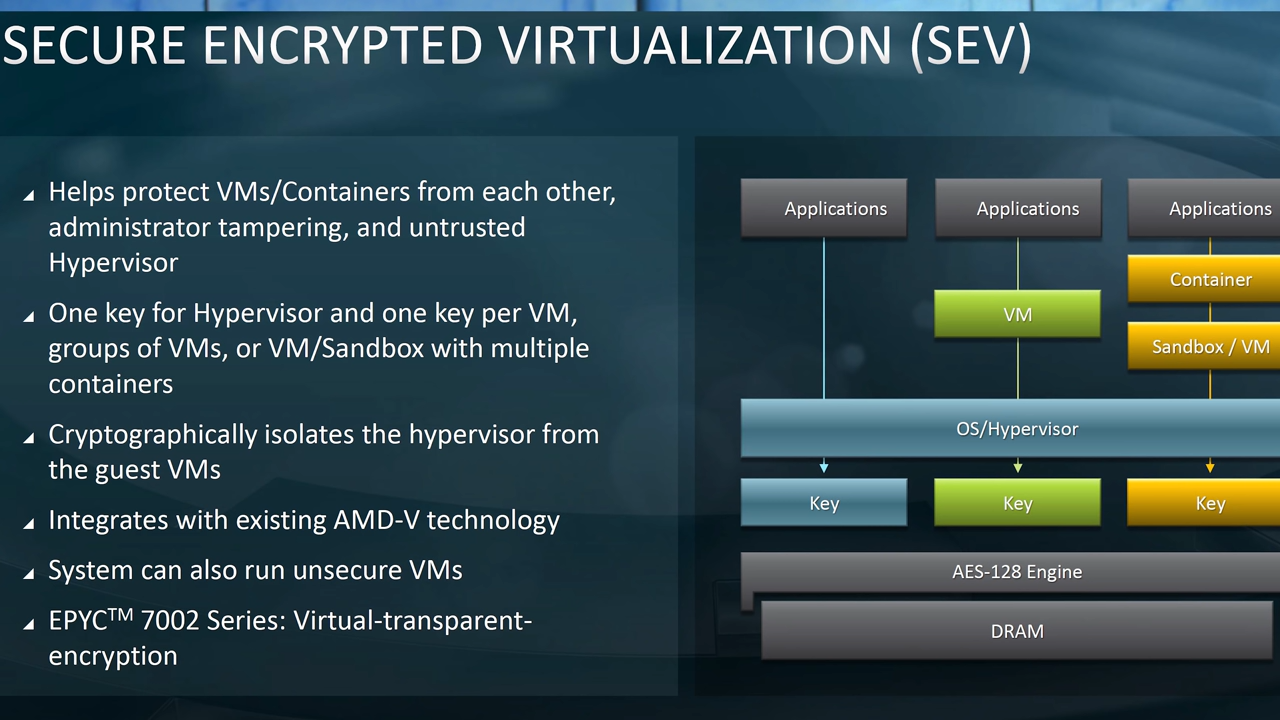 SECURE ENCRYPTED VIRTUALIZATION (SEV)
Helps protect VMs/Containers from each other,
administrator tampering, and untrusted
Hypervisor
One key for Hypervisor and one key per VM,
groups of VMs, or VM/Sandbox with multiple
containers
Cryptographically isolates the hypervisor from
the guest VMs
Integrates with existing AMD-V technology
System can also run unsecure VMs
EPYC™ 7002 Series: Virtual-transparent-
encryption
Applications
Applications
Applications
Container
VM
Sandbox / VM
OS/Hypervisor
Key
Key
Key
AES-128 Engine
DRAM